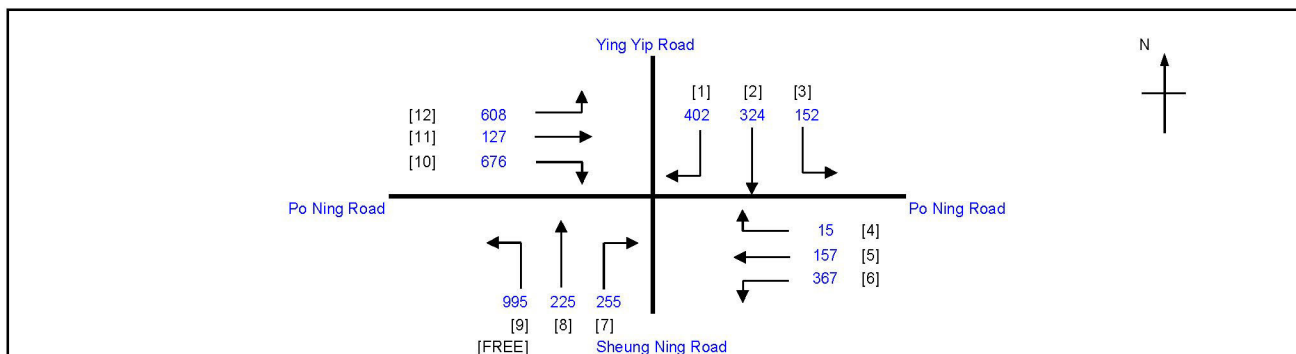 Ying Yip Road
N
[1] [2] [3]
[12] 608 402 324 152
[11] 127
[10] 676
Po Ning Road Po Ning Road
15 [4]
157 [5]
367 [6]
995 225 255
[9] [8] [7]
[FREE] Sheung Ning Road